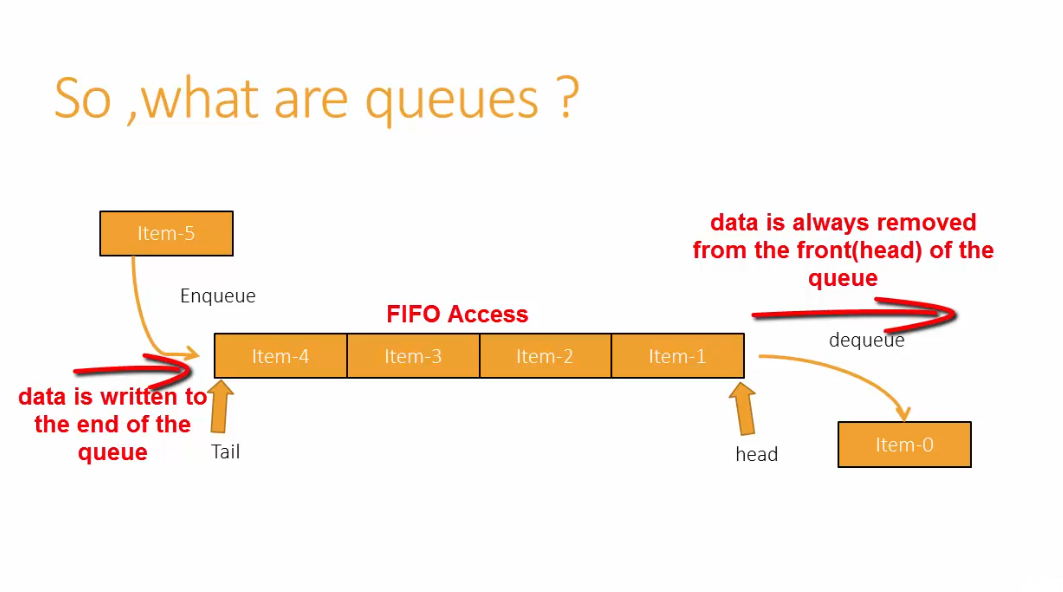 So ,what are queues ?
Item-5
Enqueue
data is always removed
from the front(head) of the
queue
FIFO Access
dequeue
Item-4
Item-3
Item-2
Item-1
data is written to
the end of the
queue
Tail
head
Item-0